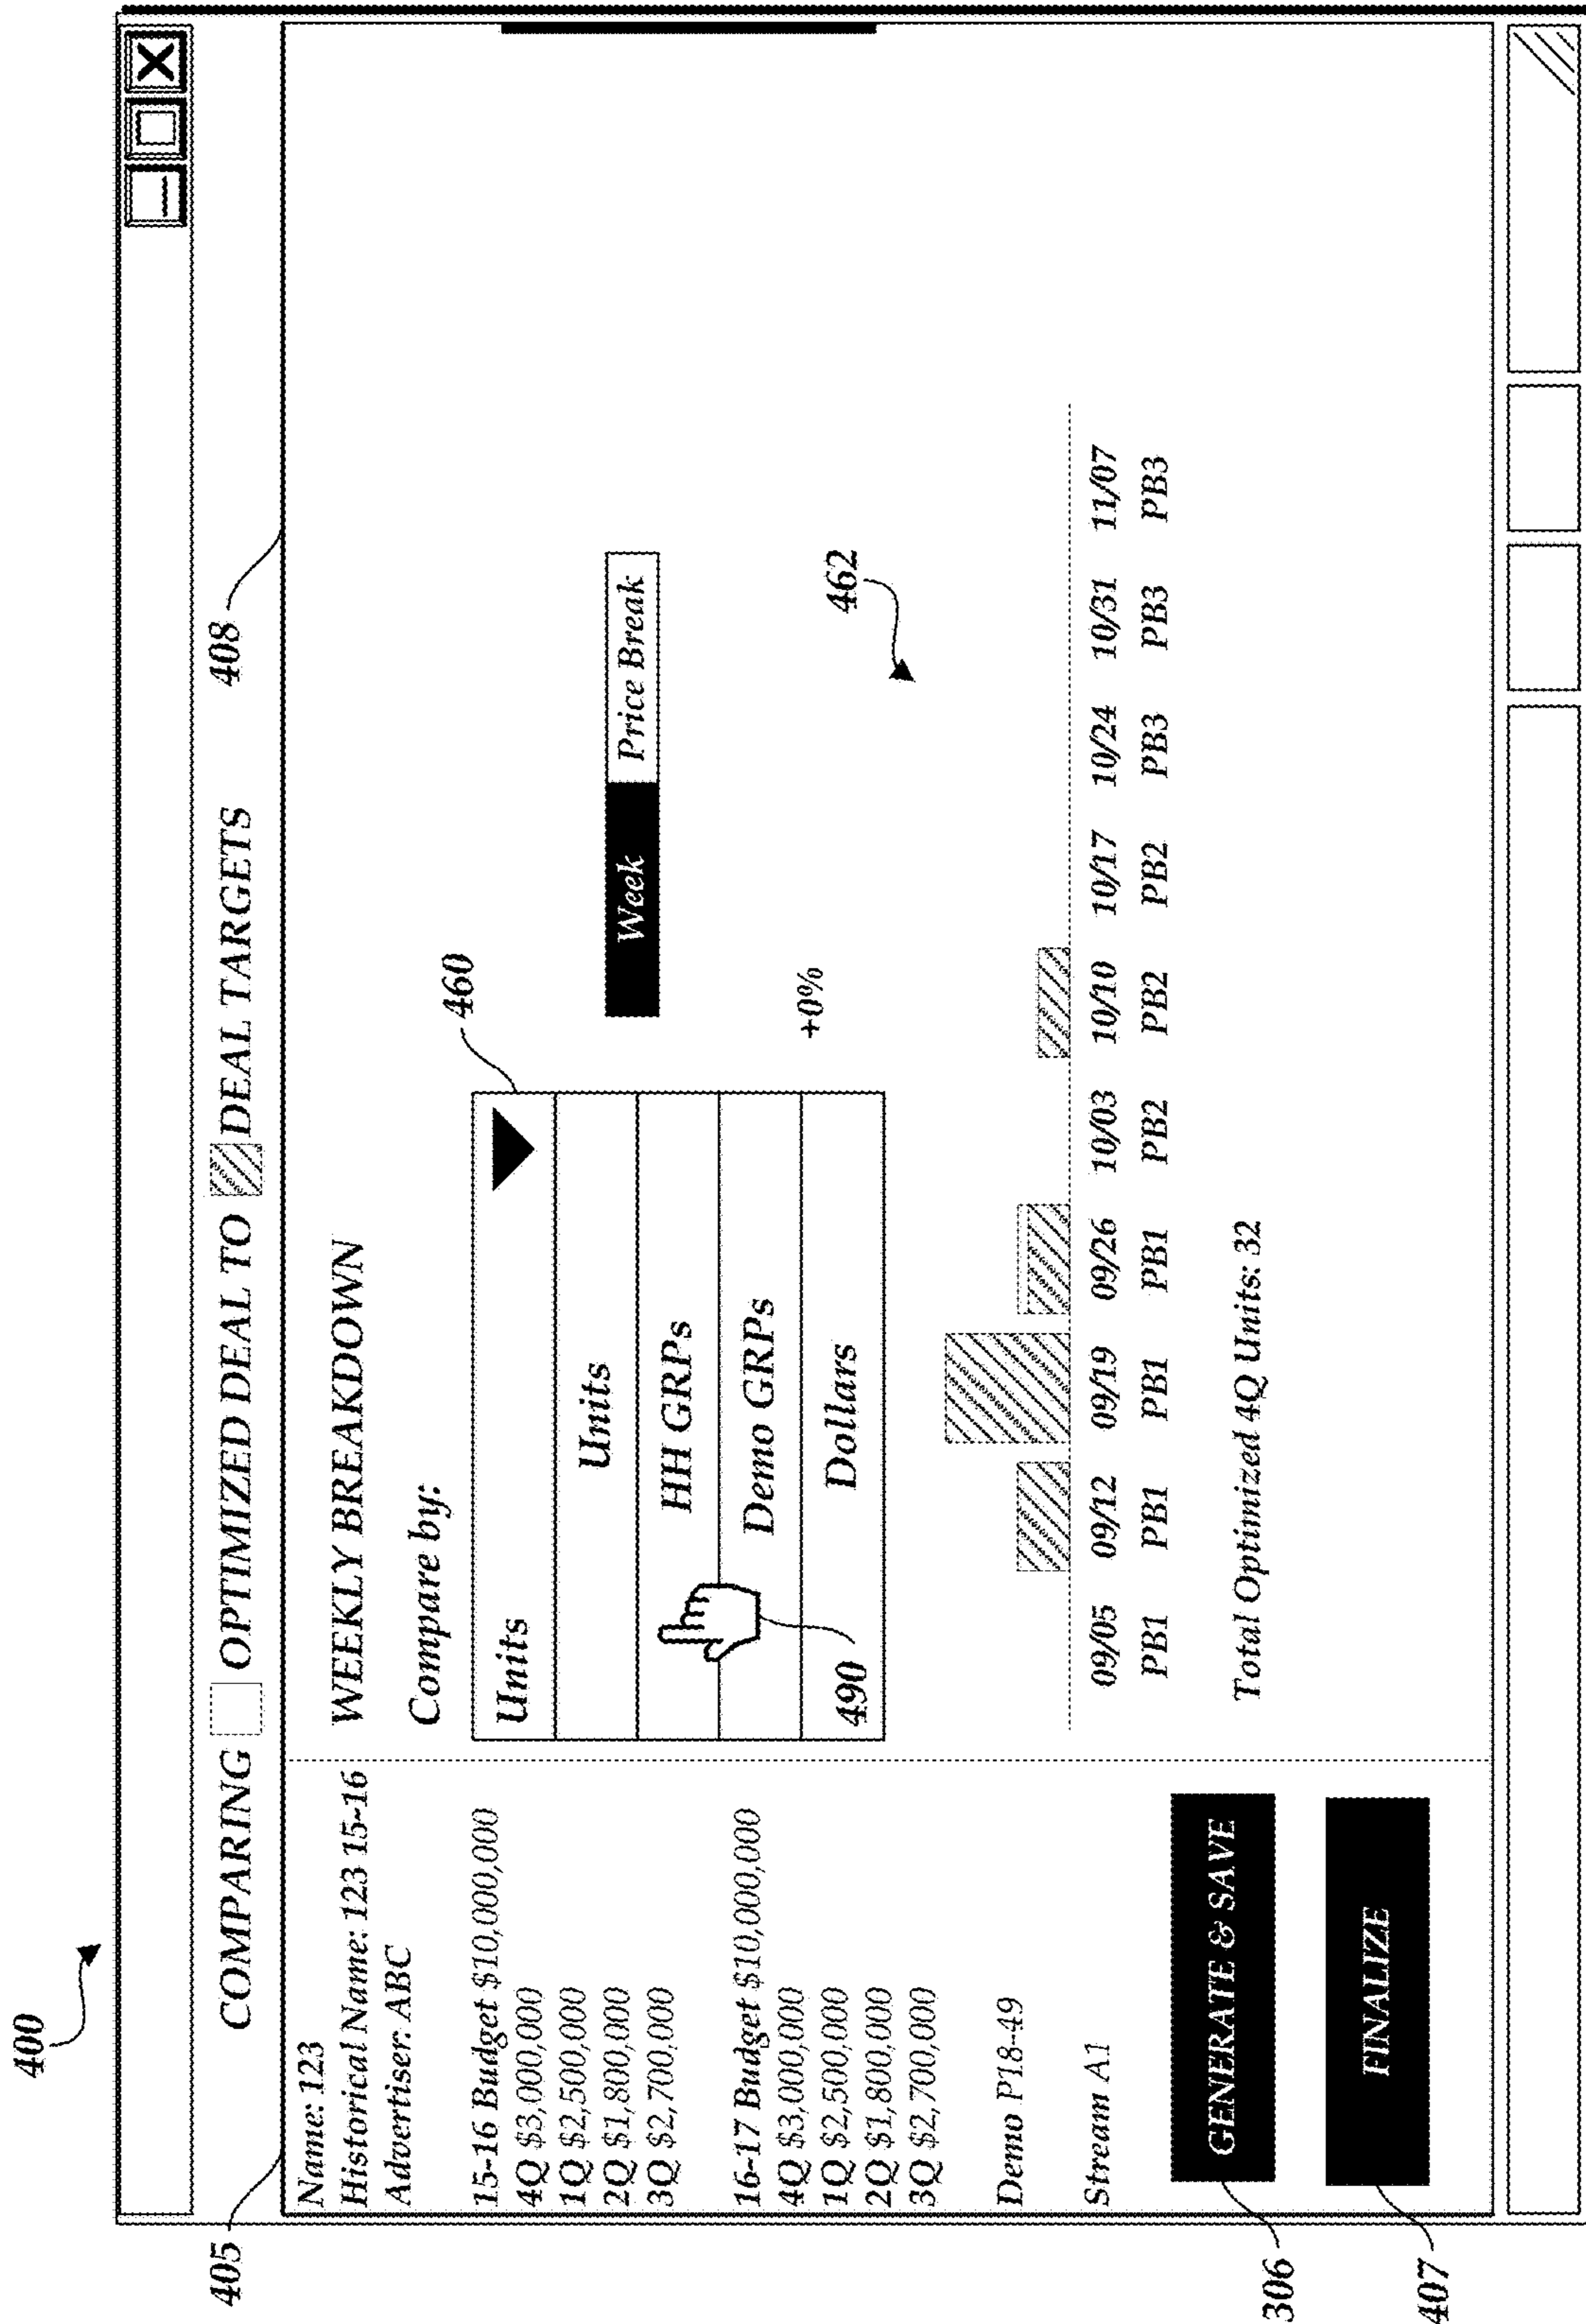 400
COMPARING OPTIMIZED DEAL TO DEAL TARGETS
405
408
Name: 123
Historical Name: 123 15-16
Advertiser: ABC
15-16 Budget $10,000,000
4Q $3,000,000
1Q $2,500,000
2Q $1,800,000
3Q $2,700,000
16-17 Budget $10,000,000
4Q $3,000,000
1Q $2,500,000
2Q $1,800,000
3Q $2,700,000
Demo P18-49
Stream A1
GENERATE & SAVE
306
FINALIZE
407
WEEKLY BREAKDOWN
Compare by:
460
Units
Units
HH GRPs
Demo GRPs
Dollars
490
Week Price Break
+0%
462
09/05 09/12 09/19 09/26 10/03 10/10 10/17 10/24 10/31 11/07
PB1 PB1 PB1 PB1 PB2 PB2 PB2 PB3 PB3 PB3
Total Optimized 4Q Units: 32